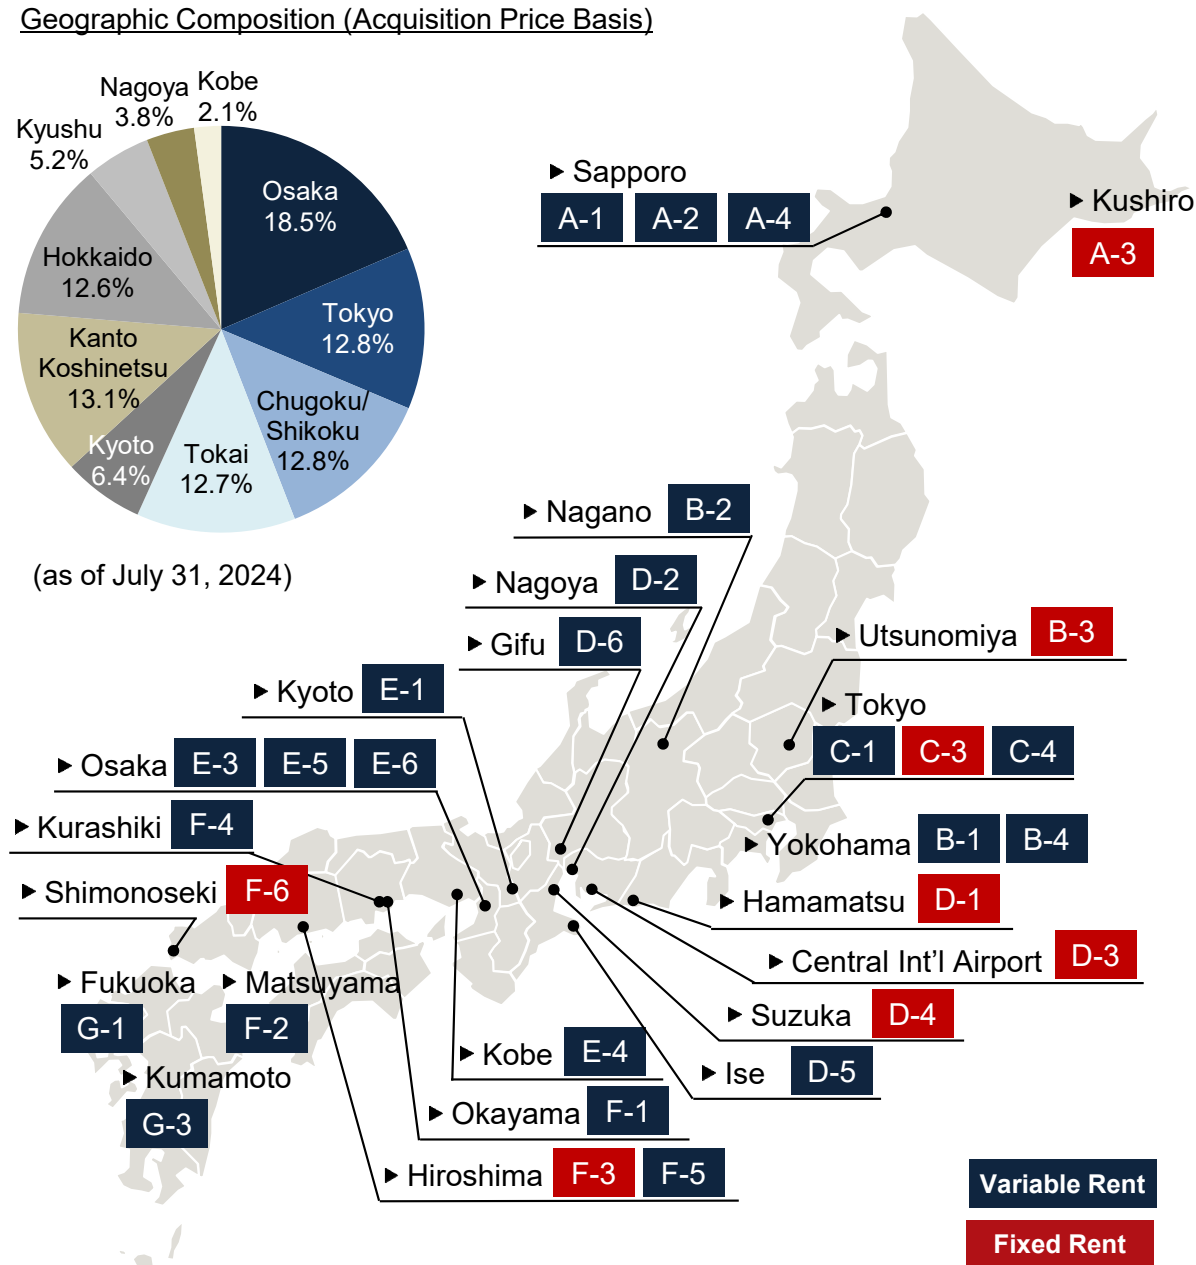 Geographic Composition (Acquisition Price Basis)
Kobe
2.1%
Nagoya
3.8%
Kyushu
5.2%
Osaka
18.5%
Hokkaido
12.6%
Tokyo
12.8%
Kanto
Koshinetsu
13.1%
Chugoku/
Shikoku
12.8%
Kyoto
6.4%
Tokai
12.7%
(as of July 31, 2024)
Sapporo
A-1 A-2 A-4
Kushiro
A-3
Nagano B-2
Nagoya D-2
Gifu D-6
Utsunomiya B-3
Kyoto E-1
Tokyo
C-1 C-3 C-4
Osaka E-3 E-5 E-6
Kurashiki F-4
Yokohama B-1 B-4
Shimonoseki F-6
Hamamatsu D-1
Central Int’l Airport D-3
Fukuoka
G-1
Matsuyama
F-2
Suzuka D-4
Kobe E-4
Ise D-5
Kumamoto
G-3
Okayama F-1
Hiroshima F-3 F-5
Variable Rent
Fixed Rent